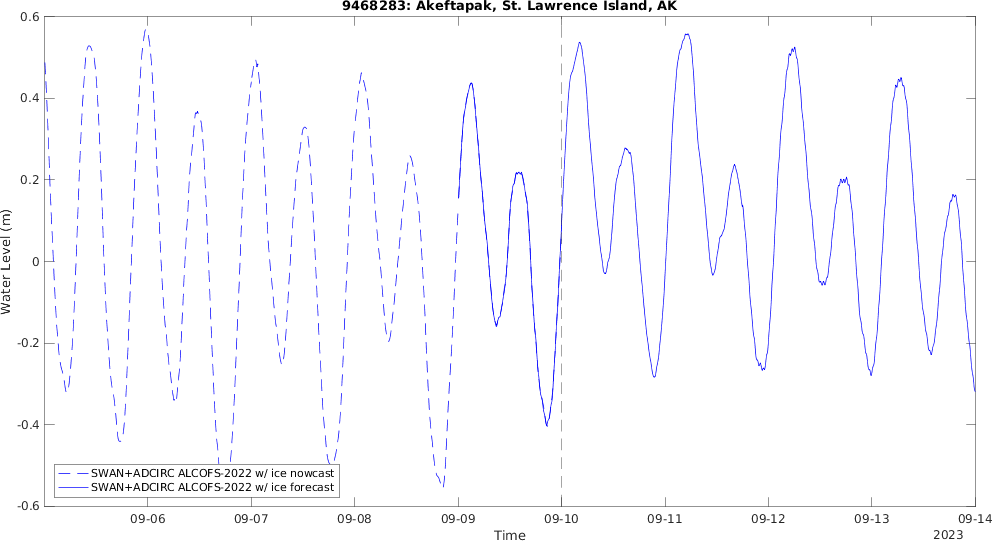 9468283: Akeftapak, St. Lawrence Island, AK
0.6
0.4
0.2
0
-0.2
-0.4
-0.6
Water Level (m)
SWAN+ADCIRC ALCOFS-2022 w/ ice nowcast
SWAN+ADCIRC ALCOFS-2022 w/ ice forecast
09-06 09-07 09-08 09-09 09-10 09-11 09-12 09-13 09-14
Time
2023